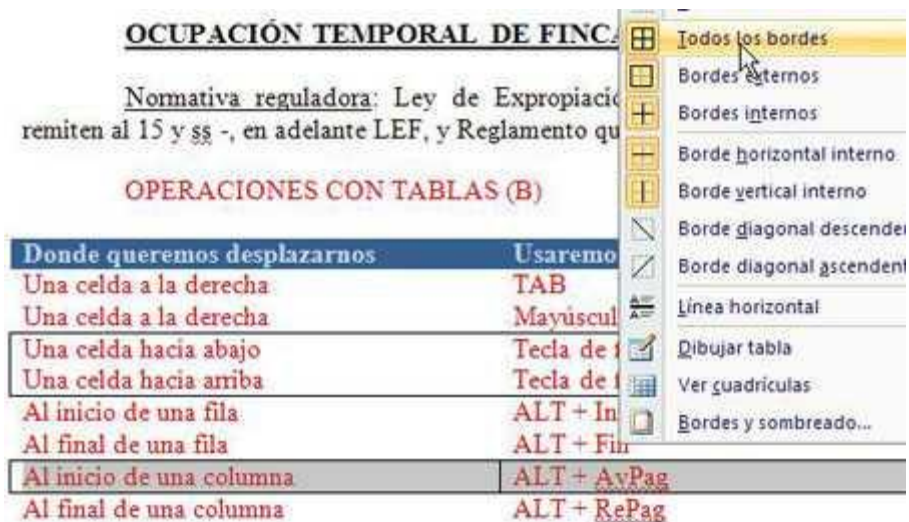 OCUPACIÓN TEMPORAL DE FINCA
Normativa reguladora: Ley de Expropiació
remiten al 15 y ss -, en adelante LEF, y Reglamento qu
OPERACIONES CON TABLAS (B)
Donde queremos desplazarnos Usaremo
Una celda a la derecha TAB
Una celda a la derecha Mayúscul
Una celda hacia abajo Tecla de
Una celda hacia arriba Tecla de
Al inicio de una fila ALT + In
Al final de una fila ALT + Fin
Al inicio de una columna ALT + AvPag
Al final de una columna ALT + RePag
Todos los bordes
Bordes externos
Bordes internos
Borde horizontal interno
Borde vertical interno
Borde diagonal descenden
Borde diagonal ascendent
Línea horizontal
Dibujar tabla
Ver cuadrículas
Bordes y sombreado...